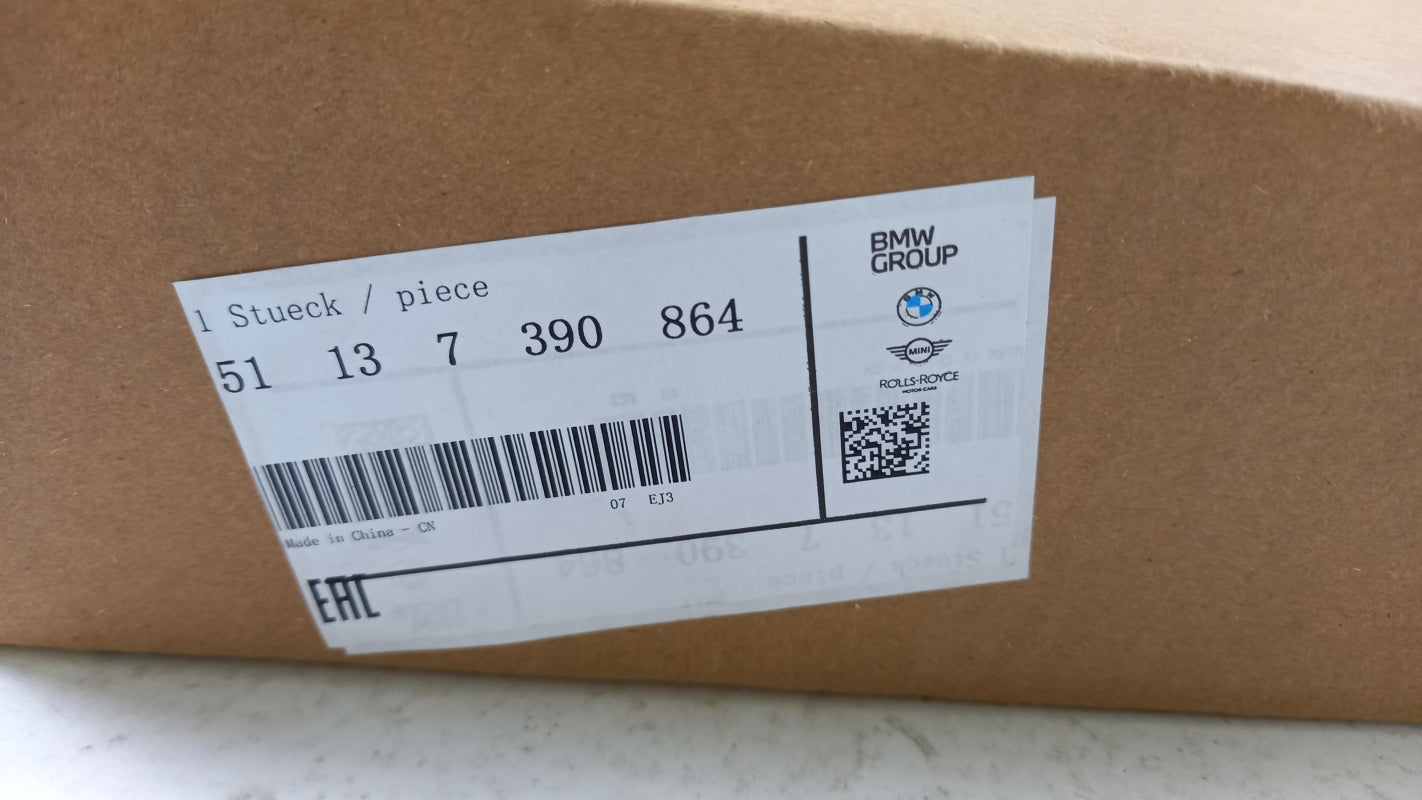 1 Stueck / piece
51 13 7 390 864
07 EJ3
Made in China - CN
EAC
BMW
GROUP
BMW
MINI
ROLLS-ROYCE
MOTOR CARS